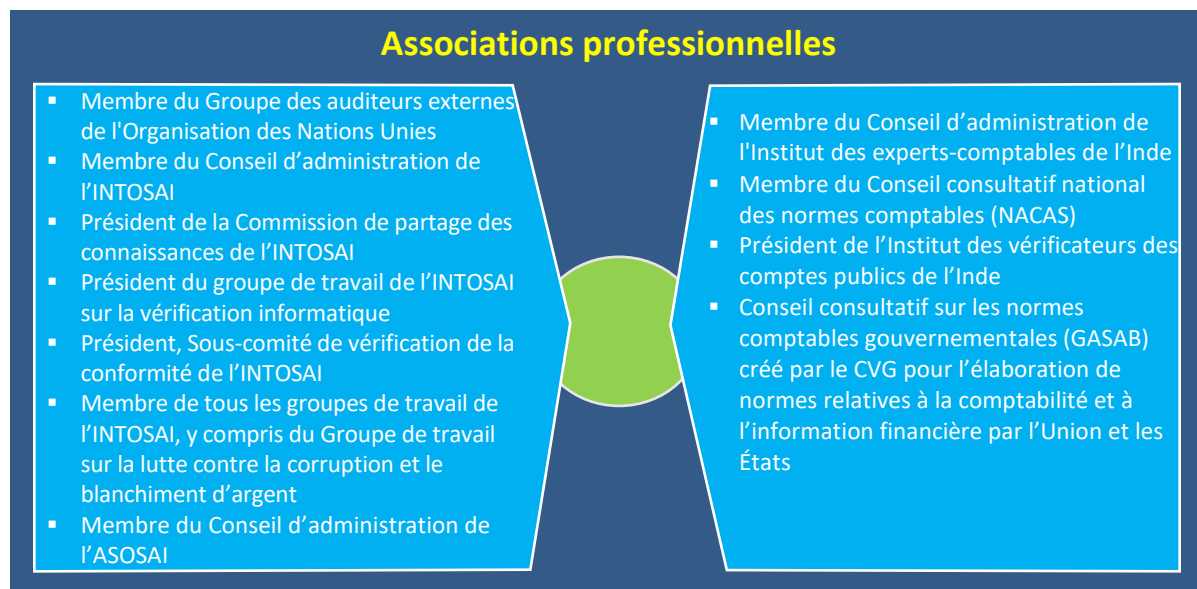 Associations professionnelles
▪ Membre du Groupe des auditeurs externes
de l'Organisation des Nations Unies
▪ Membre du Conseil d’administration de
l’INTOSAI
▪ Président de la Commission de partage des
connaissances de l’INTOSAI
▪ Président du groupe de travail de l’INTOSAI
sur la vérification informatique
▪ Président, Sous-comité de vérification de la
conformité de l’INTOSAI
▪ Membre de tous les groupes de travail de
l’INTOSAI, y compris du Groupe de travail
sur la lutte contre la corruption et le
blanchiment d’argent
▪ Membre du Conseil d’administration de
l’ASOSAI
▪ Membre du Conseil d’administration de
l'Institut des experts-comptables de l’Inde
▪ Membre du Conseil consultatif national
des normes comptables (NACAS)
▪ Président de l’Institut des vérificateurs des
comptes publics de l’Inde
▪ Conseil consultatif sur les normes
comptables gouvernementales (GASAB)
créé par le CVG pour l’élaboration de
normes relatives à la comptabilité et à
l’information financière par l’Union et les
États